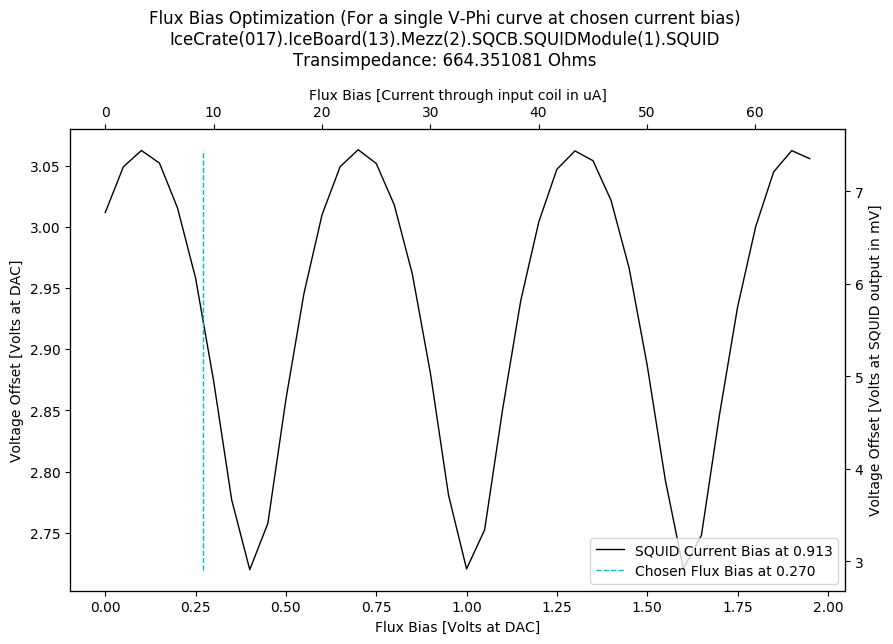 Flux Bias Optimization (For a single V-Phi curve at chosen current bias)
IceCrate(017).IceBoard(13).Mezz(2).SQCB.SQUIDModule(1).SQUID
Transimpedance: 664.351081 Ohms
Flux Bias [Current through input coil in uA]
0 10 20 30 40 50 60
Voltage Offset [Volts at DAC]
3.05
3.00
2.95
2.90
2.85
2.80
2.75
7
6
5
4
3
Voltage Offset [Volts at SQUID output in mV]
SQUID Current Bias at 0.913
Chosen Flux Bias at 0.270
0.00 0.25 0.50 0.75 1.00 1.25 1.50 1.75 2.00
Flux Bias [Volts at DAC]